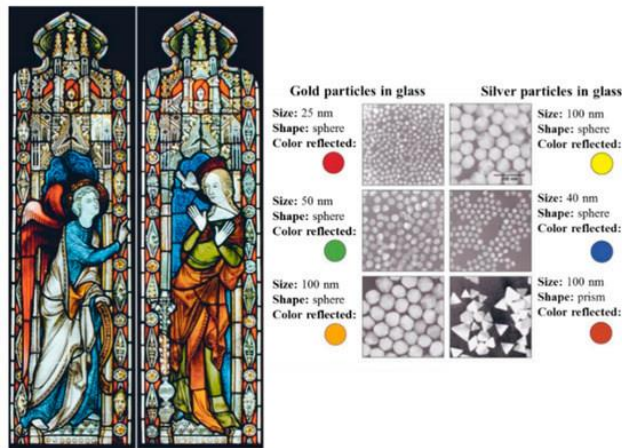 Gold particles in glass
Size: 25 nm
Shape: sphere
Color reflected:
Size: 50 nm
Shape: sphere
Color reflected:
Size: 100 nm
Shape: sphere
Color reflected:
Silver particles in glass
Size: 100 nm
Shape: sphere
Color reflected:
Size: 40 nm
Shape: sphere
Color reflected:
Size: 100 nm
Shape: prism
Color reflected: